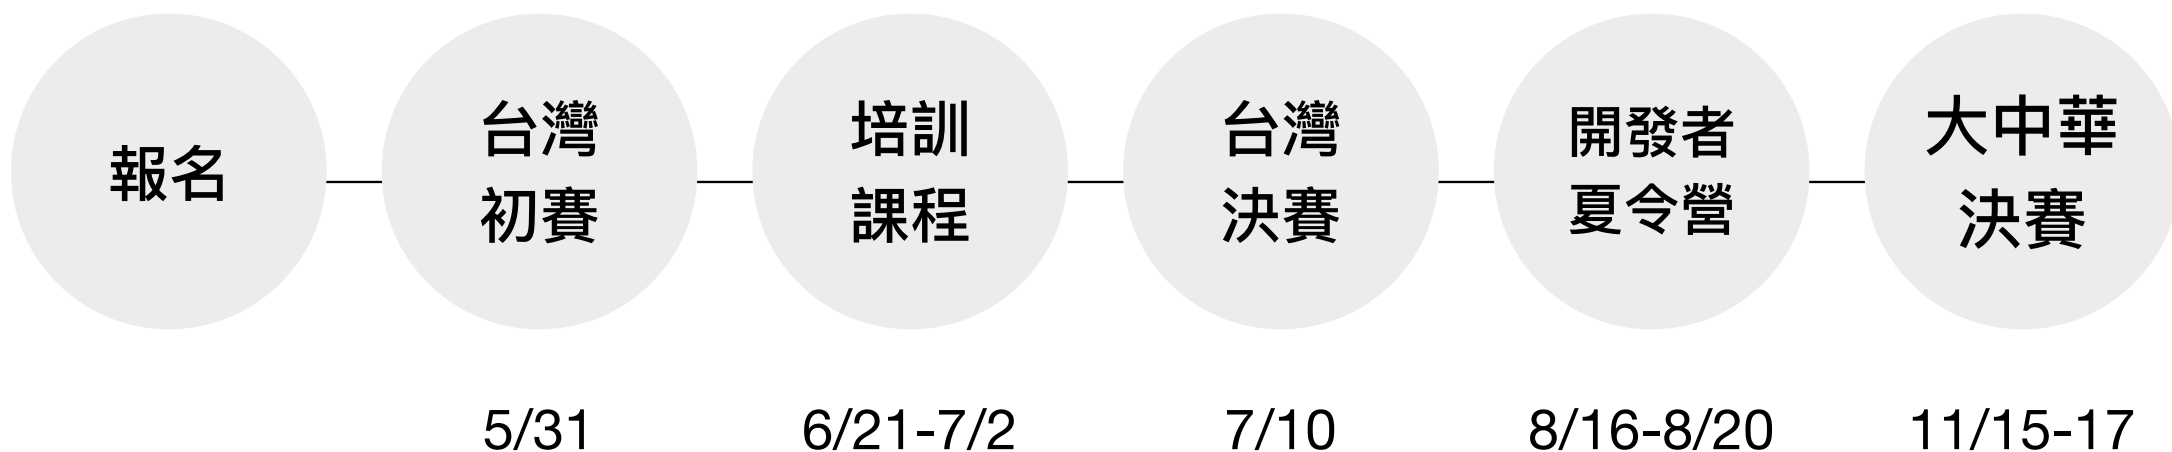 報名
台灣
初賽
培訓
課程
台灣
決賽
開發者
夏令營
大中華
決賽
5/31
6/21-7/2
7/10
8/16-8/20
11/15-17